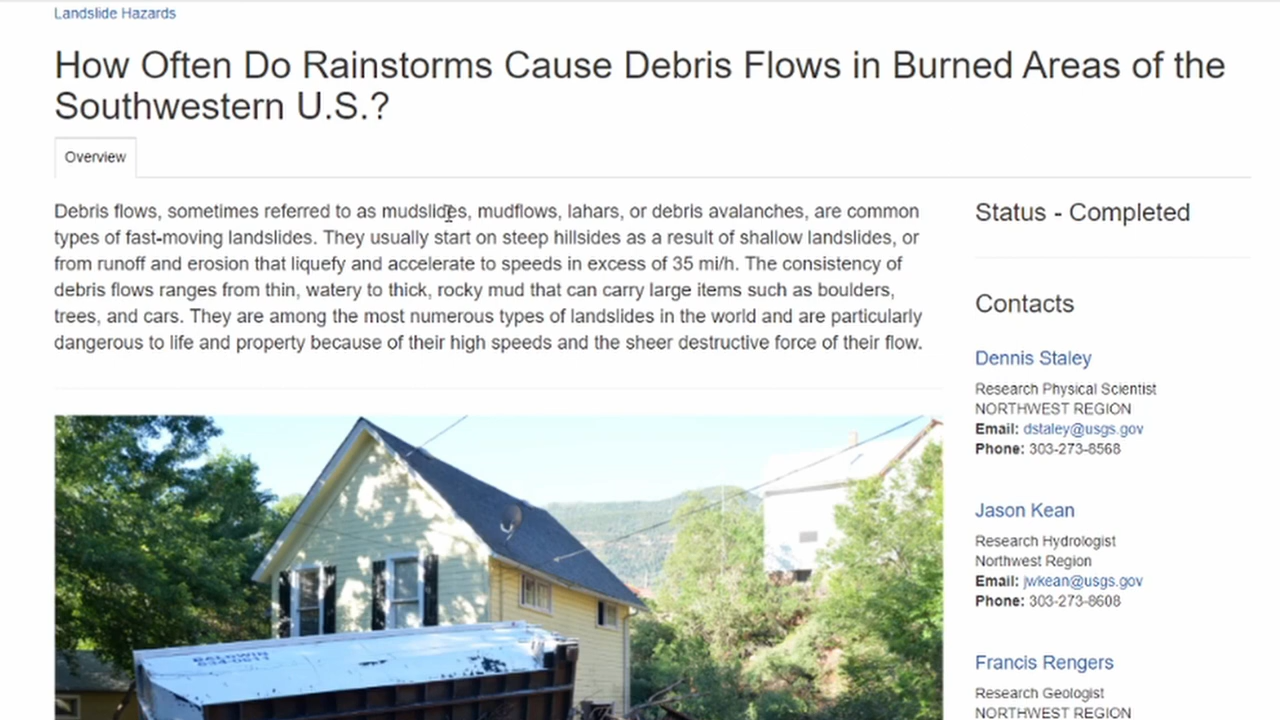 Landslide Hazards
How Often Do Rainstorms Cause Debris Flows in Burned Areas of the
Southwestern U.S.?
Overview
Debris flows, sometimes referred to as mudslides, mudflows, lahars, or debris avalanches, are common
types of fast-moving landslides. They usually start on steep hillsides as a result of shallow landslides, or
from runoff and erosion that liquefy and accelerate to speeds in excess of 35 mi/h. The consistency of
debris flows ranges from thin, watery to thick, rocky mud that can carry large items such as boulders,
trees, and cars. They are among the most numerous types of landslides in the world and are particularly
dangerous to life and property because of their high speeds and the sheer destructive force of their flow.
BALDWIN
634-0611
Status - Completed
Contacts
Dennis Staley
Research Physical Scientist
NORTHWEST REGION
Email: dstaley@usgs.gov
Phone: 303-273-8568
Jason Kean
Research Hydrologist
Northwest Region
Email: jwkean@usgs.gov
Phone: 303-273-8608
Francis Rengers
Research Geologist
NORTHWEST REGION